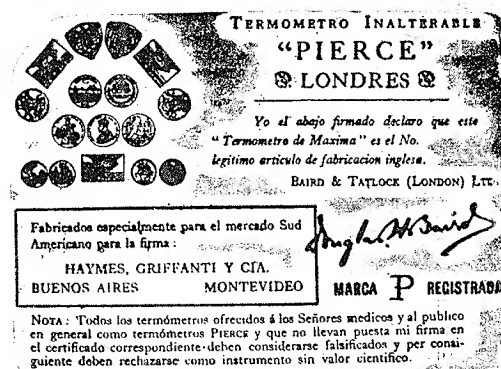 TERMOMETRO INALTERABLE
"PIERCE"
LONDRES
Yo el abajo firmado declaro que este
"Termometro de Maxima" es el No.
legitimo articulo de fabricacion inglesa.
BAIRD & TATLOCK (LONDON) LTD.
Fabricados especialmente para el mercado Sud
Americano para la firma:
HAYMES, GRIFFANTI Y CÍA.
BUENOS AIRES MONTEVIDEO
Douglas H Baird
MARCA P REGISTRADA
NOTA: Todos los termómetros ofrecidos á los Señores medicos y al publico
en general como termómetros PIERCE y que no llevan puesta mi firma en
el certificado correspondiente deben considerarse falsificados y per consi-
guiente deben rechazarse como instrumento sin valor cientifico.